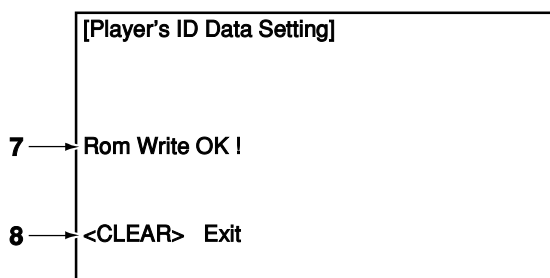 [Player's ID Data Setting]
7 Rom Write OK !
8 <CLEAR> Exit